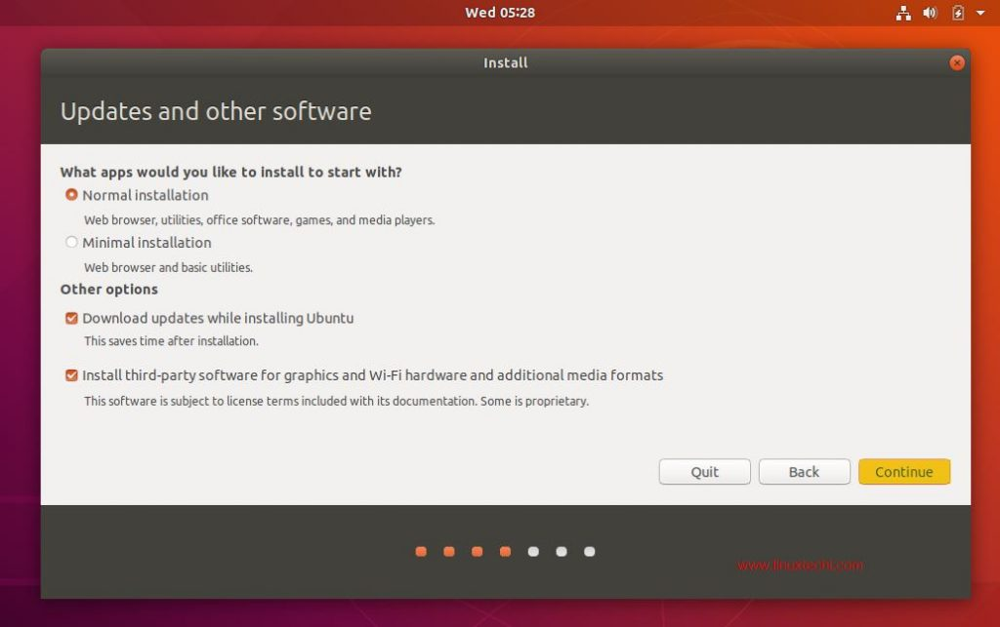 Wed 05:28
Install
Updates and other software
What apps would you like to install to start with?
Normal installation
Web browser, utilities, office software, games, and media players.
Minimal installation
Web browser and basic utilities.
Other options
Download updates while installing Ubuntu
This saves time after installation.
Install third-party software for graphics and Wi-Fi hardware and additional media formats
This software is subject to license terms included with its documentation. Some is proprietary.
Quit Back Continue
www.linuxtechi.com